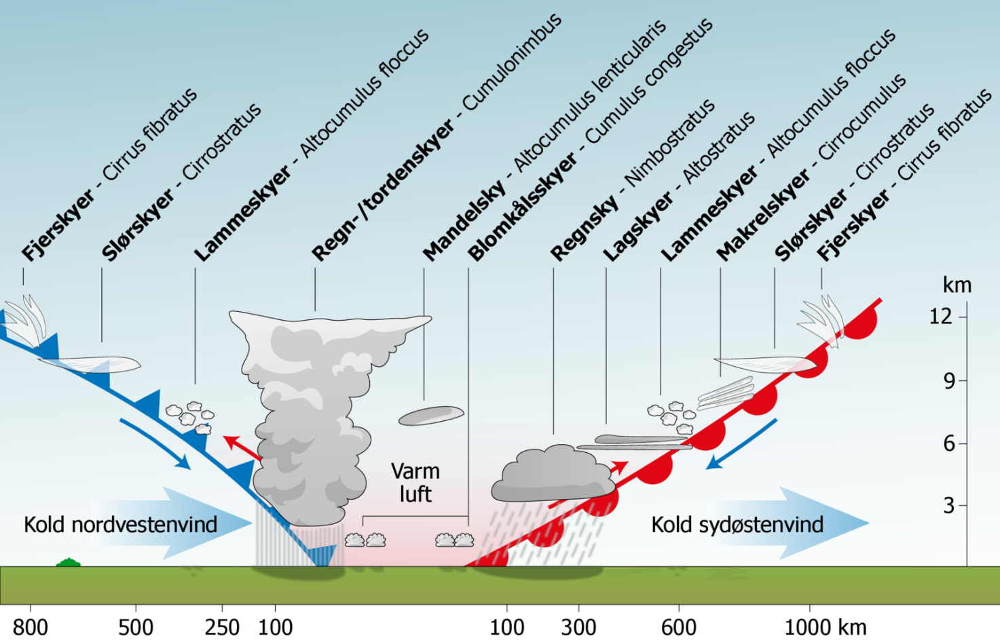 Fjerskyer - Cirrus fibratus
Slørskyer - Cirrostratus
Lammeskyer - Altocumulus floccus
Regn-/tordenskyer - Cumulonimbus
Mandelsky - Altocumulus lenticularis
Blomkålsskyer - Cumulus congestus
Regnsky - Nimbostratus
Lagskyer - Altostratus
Lammeskyer - Altocumulus floccus
Makrelskyer - Cirrocumulus
Slørskyer - Cirrostratus
Fjerskyer - Cirrus fibratus
km
12
9
6
3
Varm
luft
Kold nordvestenvind
Kold sydøstenvind
800 500 250 100 100 300 600 1000 km